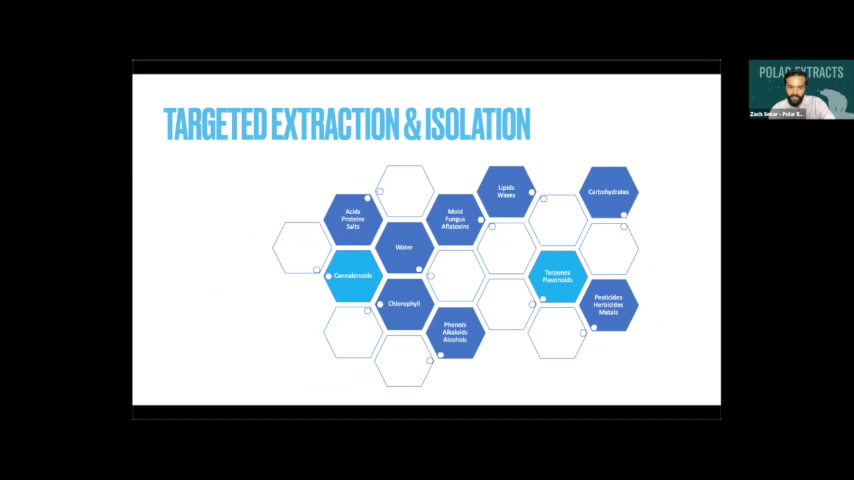 TARGETED EXTRACTION & ISOLATION
Lipids
Waxes
Carbohydrates
Acids
Proteins
Salts
Mold
Fungus
Aflatoxins
Water
Cannabinoids
Terpenes
Flavonoids
Chlorophyll
Pesticides
Herbicides
Metals
Phenols
Alkaloids
Alcohols
POLAR EXTRACTS
Zach Sekar - Polar E...